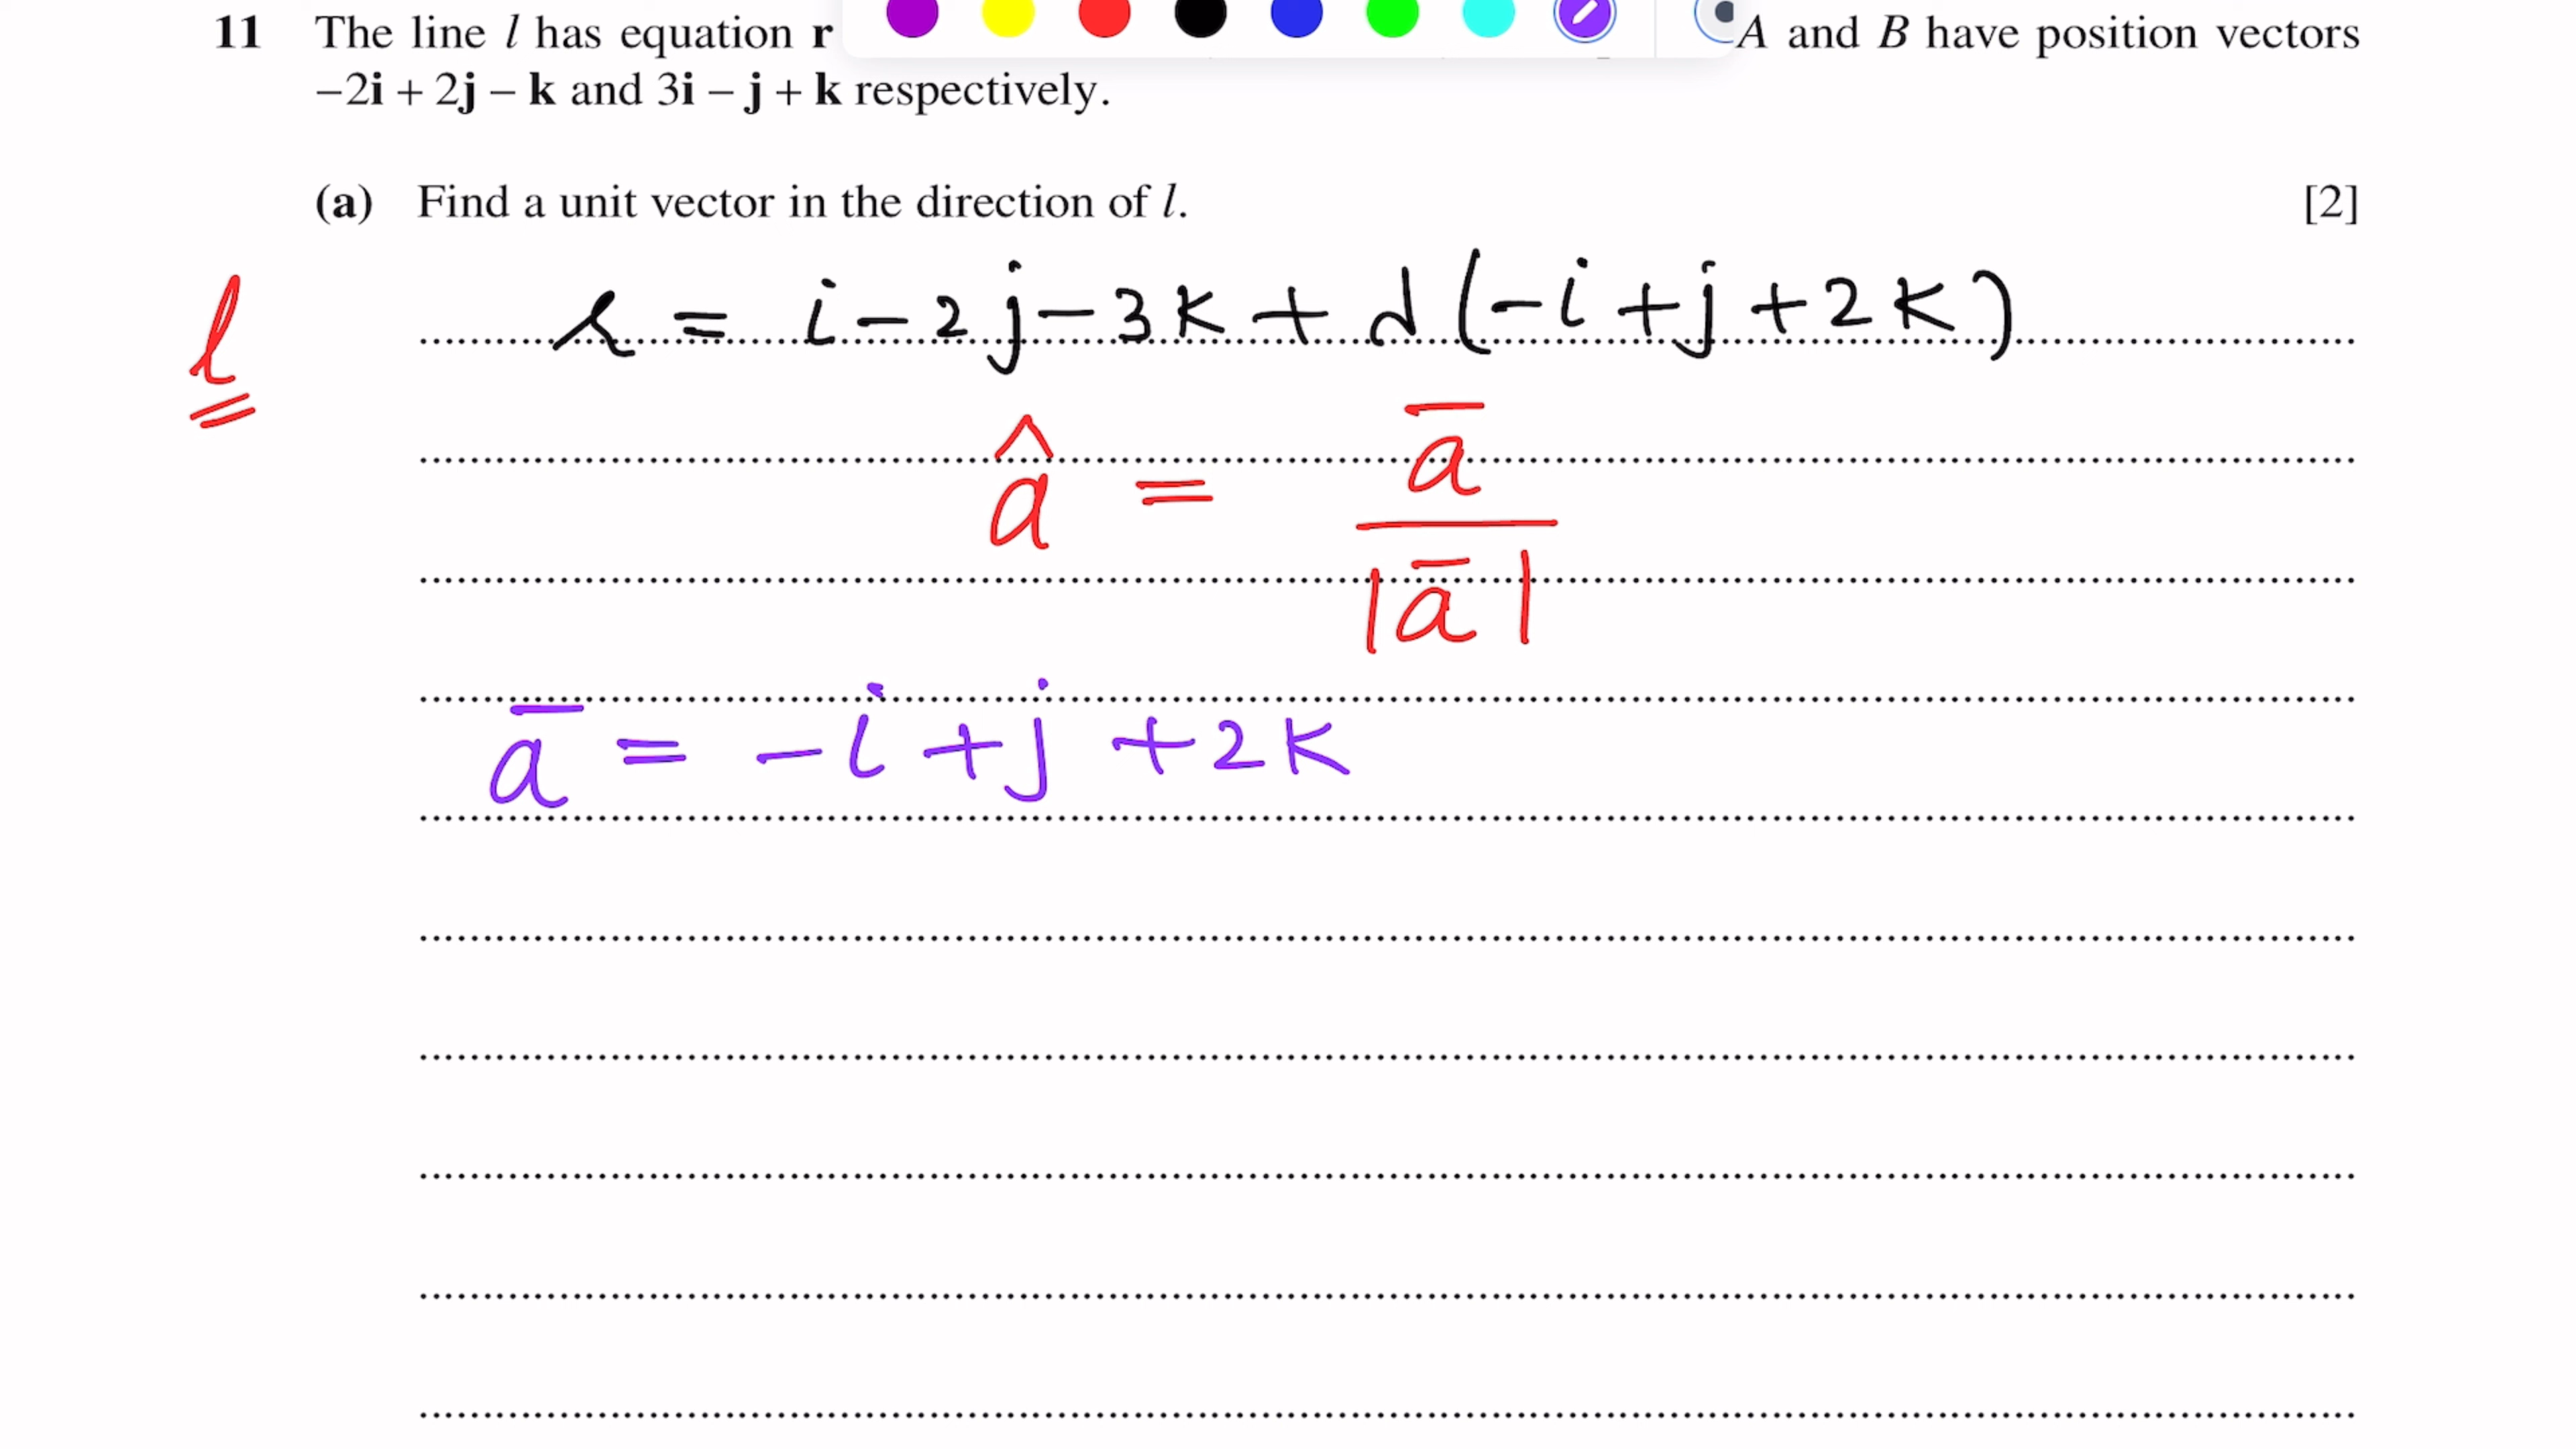 11 The line l has equation r A and B have position vectors
−2i + 2j − k and 3i − j + k respectively.
(a) Find a unit vector in the direction of l. [2]
l
r = i − 2j − 3k + λ(−i + j + 2k)
â = a̅ / |a̅|
a̅ = −i + j + 2k